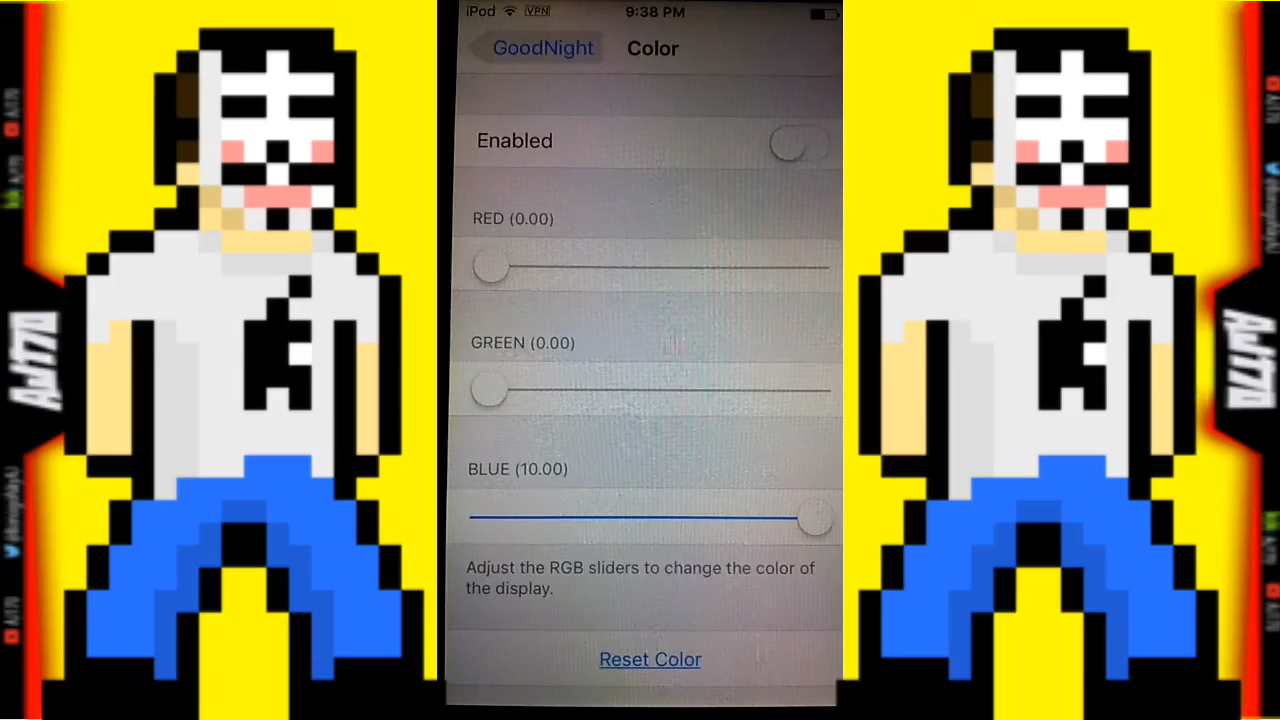 iPod VPN 9:38 PM
GoodNight Color
Enabled
RED (0.00)
GREEN (0.00)
BLUE (10.00)
Adjust the RGB sliders to change the color of
the display.
Reset Color